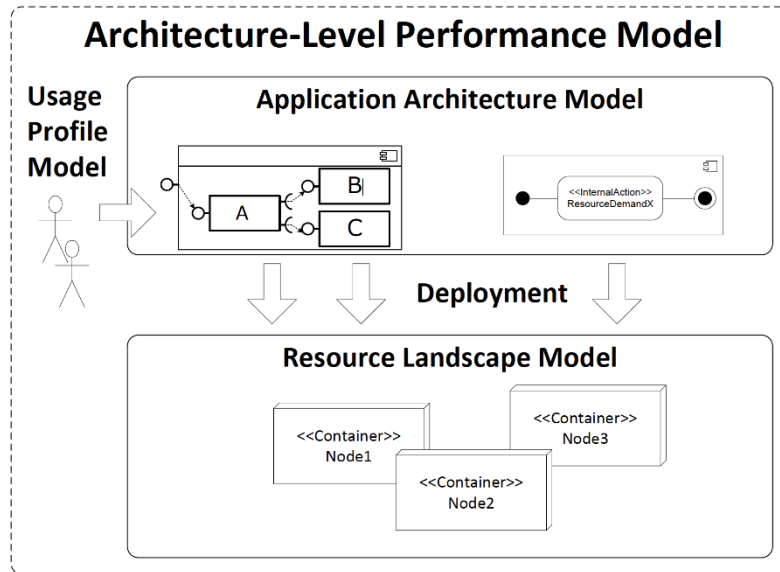 Architecture-Level Performance Model
Usage
Profile
Model
Application Architecture Model
A
B
C
<<InternalAction>>
ResourceDemandX
Deployment
Resource Landscape Model
<<Container>>
Node1
<<Container>>
Node2
<<Container>>
Node3